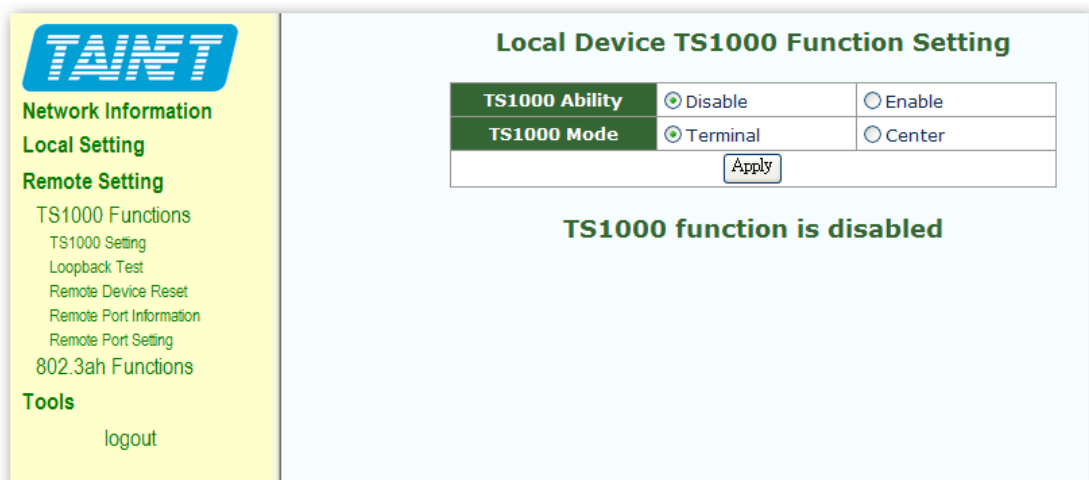 TAINET
Network Information
Local Setting
Remote Setting
TS1000 Functions
TS1000 Setting
Loopback Test
Remote Device Reset
Remote Port Information
Remote Port Setting
802.3ah Functions
Tools
logout
Local Device TS1000 Function Setting
TS1000 Ability Disable Enable
TS1000 Mode Terminal Center
Apply
TS1000 function is disabled